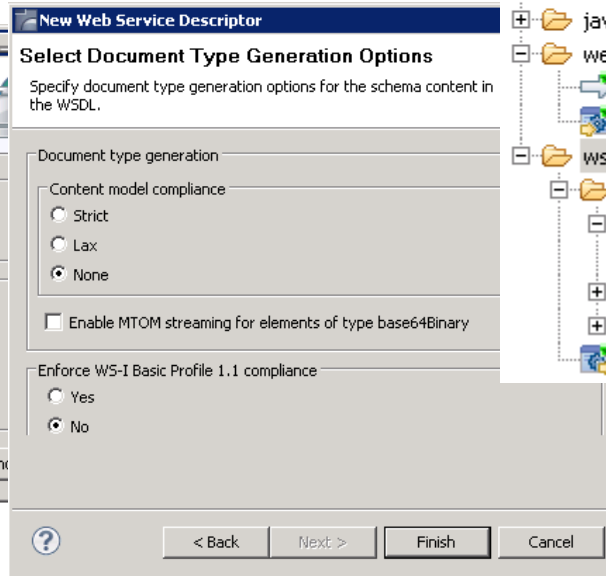 New Web Service Descriptor
Select Document Type Generation Options
Specify document type generation options for the schema content in
the WSDL.
Document type generation
Content model compliance
Strict
Lax
None
Enable MTOM streaming for elements of type base64Binary
Enforce WS-I Basic Profile 1.1 compliance
Yes
No
?
< Back
Next >
Finish
Cancel